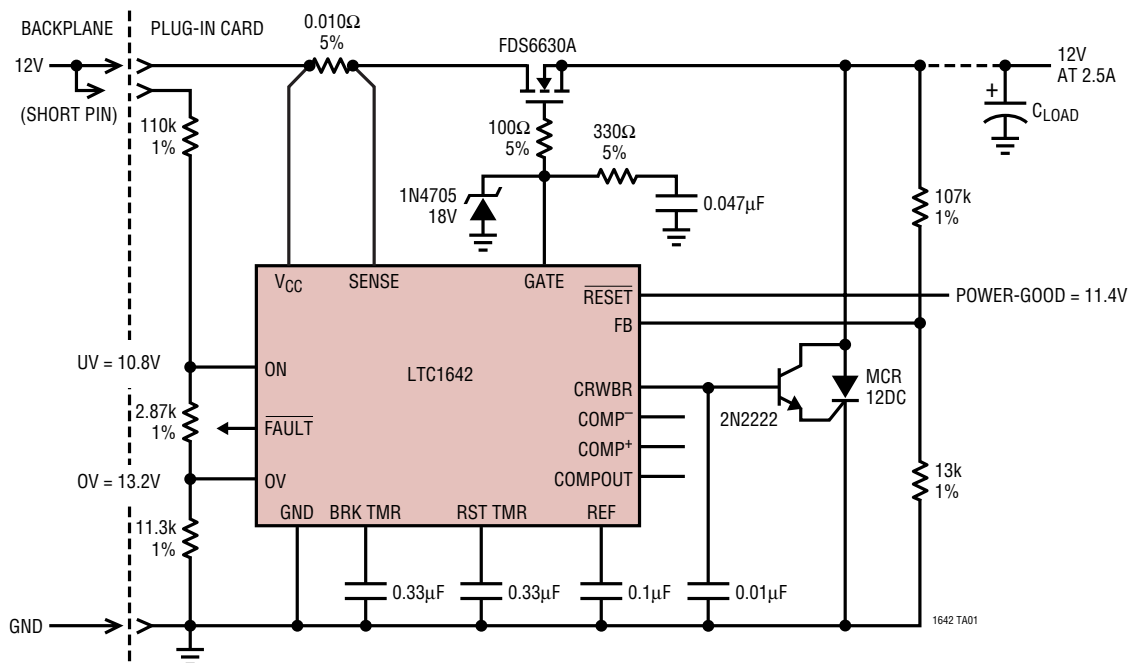 BACKPLANE
PLUG-IN CARD
0.010Ω
5%
FDS6630A
12V
(SHORT PIN)
12V
AT 2.5A
+
CLOAD
110k
1%
100Ω
5%
330Ω
5%
1N4705
18V
0.047µF
107k
1%
VCC
SENSE
GATE
RESET
POWER-GOOD = 11.4V
FB
UV = 10.8V
ON
LTC1642
CRWBR
MCR
12DC
2N2222
2.87k
1%
FAULT
COMP–
COMP+
COMPOUT
OV = 13.2V
OV
13k
1%
GND
BRK TMR
RST TMR
REF
11.3k
1%
0.33µF
0.33µF
0.1µF
0.01µF
GND
1642 TA01